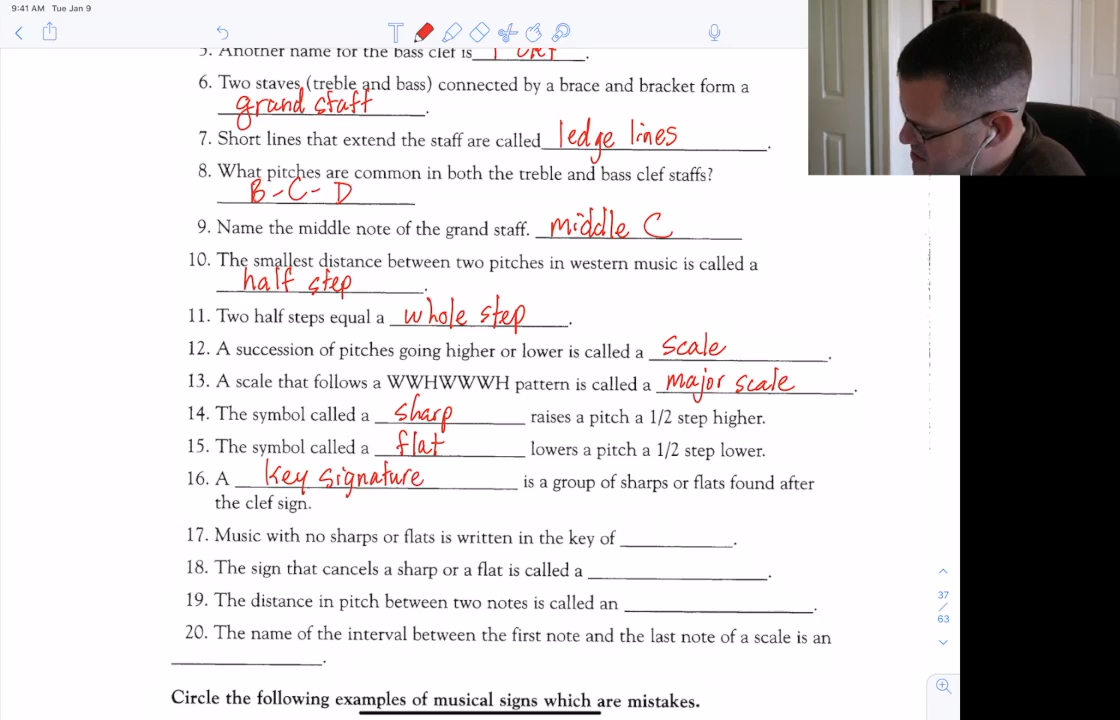 9:41 AM Tue Jan 9
5. Another name for the bass clef is
6. Two staves (treble and bass) connected by a brace and bracket form a
grand staff.
7. Short lines that extend the staff are called ledge lines.
8. What pitches are common in both the treble and bass clef staffs?
B-C-D
9. Name the middle note of the grand staff. middle C
10. The smallest distance between two pitches in western music is called a
half step.
11. Two half steps equal a whole step.
12. A succession of pitches going higher or lower is called a scale.
13. A scale that follows a WWHWWWH pattern is called a major scale.
14. The symbol called a sharp raises a pitch a 1/2 step higher.
15. The symbol called a flat lowers a pitch a 1/2 step lower.
16. A key signature is a group of sharps or flats found after
the clef sign.
17. Music with no sharps or flats is written in the key of ____.
18. The sign that cancels a sharp or a flat is called a ____.
19. The distance in pitch between two notes is called an ____.
20. The name of the interval between the first note and the last note of a scale is an
____.
Circle the following examples of musical signs which are mistakes.
37
/
63